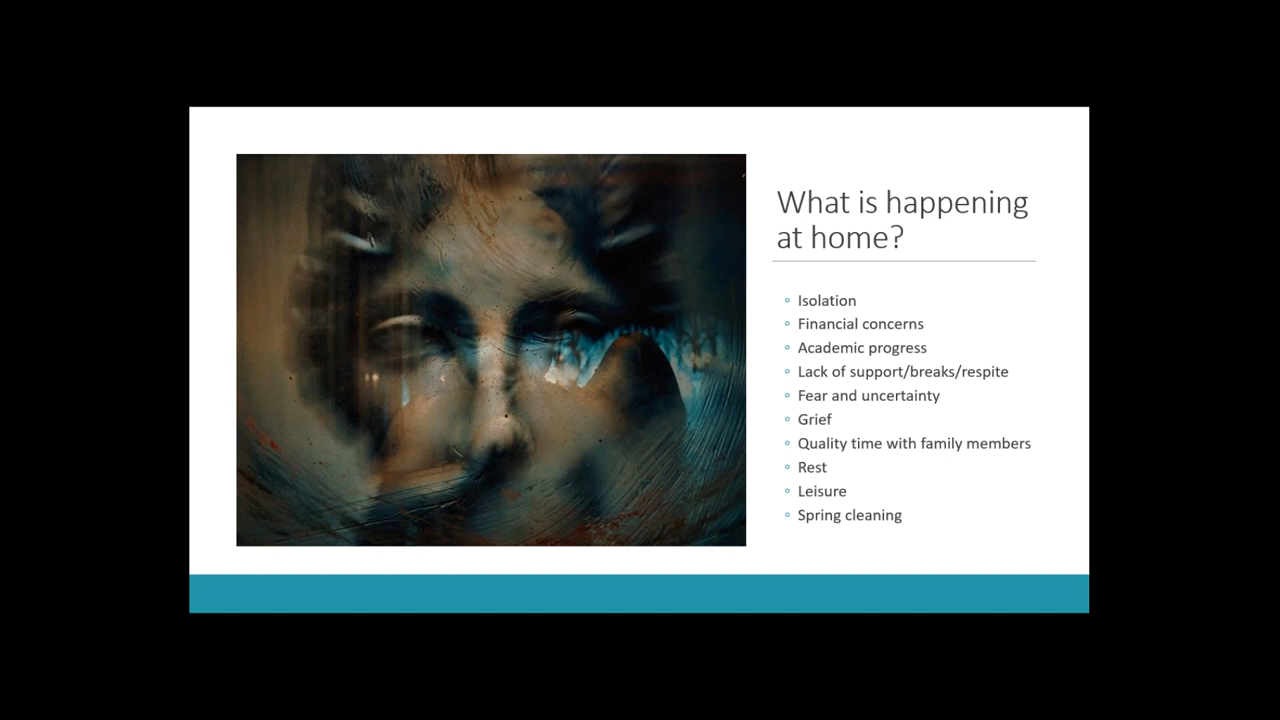 What is happening
at home?
Isolation
Financial concerns
Academic progress
Lack of support/breaks/respite
Fear and uncertainty
Grief
Quality time with family members
Rest
Leisure
Spring cleaning